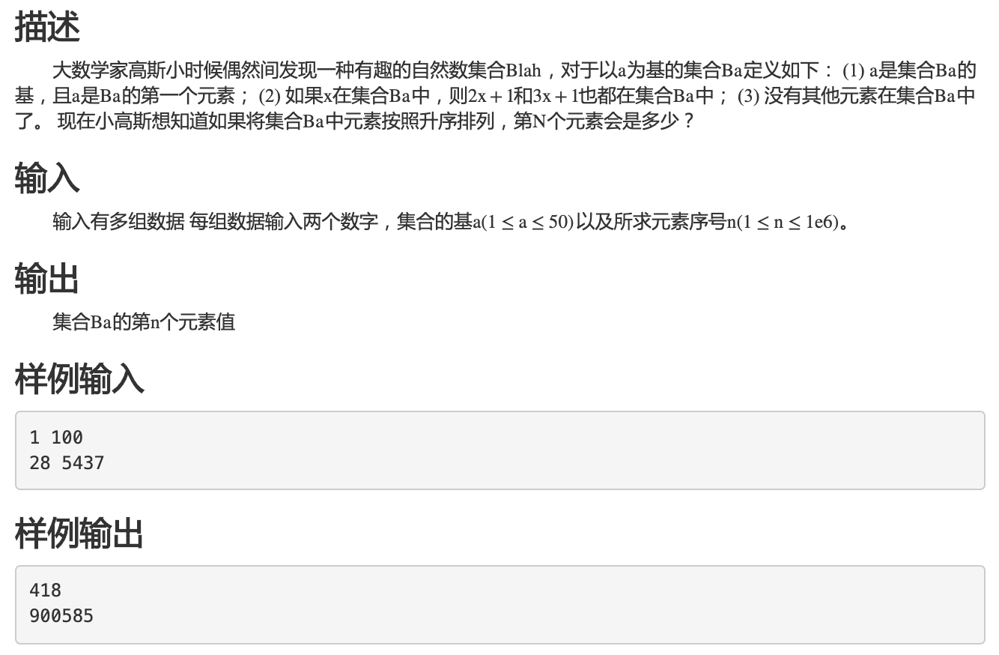 描述
大数学家高斯小时候偶然间发现一种有趣的自然数集合Blah，对于以a为基的集合Ba定义如下： (1) a是集合Ba的
基，且a是Ba的第一个元素； (2) 如果x在集合Ba中，则2x + 1和3x + 1也都在集合Ba中； (3) 没有其他元素在集合Ba中
了。 现在小高斯想知道如果将集合Ba中元素按照升序排列，第N个元素会是多少？
输入
输入有多组数据 每组数据输入两个数字，集合的基a(1 ≤ a ≤ 50)以及所求元素序号n(1 ≤ n ≤ 1e6)。
输出
集合Ba的第n个元素值
样例输入
1 100
28 5437
样例输出
418
900585